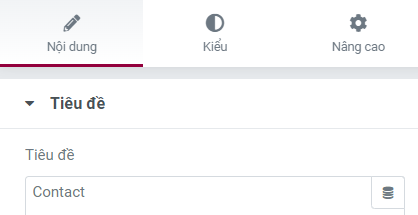 Nội dung
Kiểu
Nâng cao
Tiêu đề
Tiêu đề
Contact